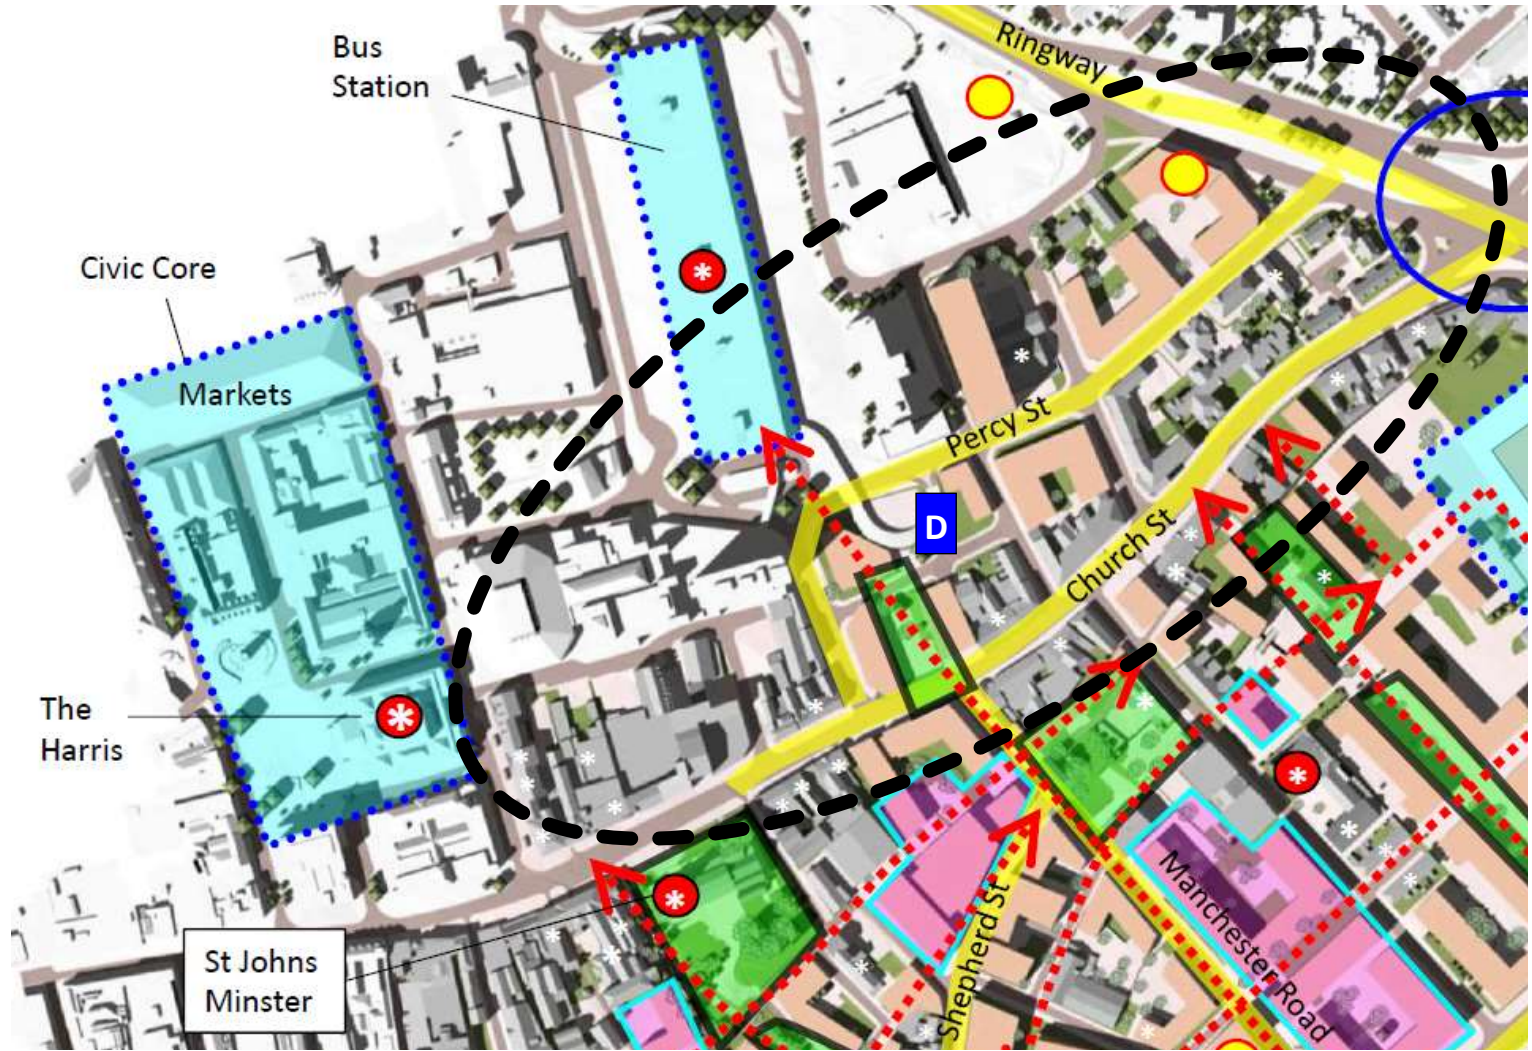 Ringway
Bus
Station
Civic Core
Markets
Percy St
D
Church St
The
Harris
Manchester Road
Shepherd St
St Johns
Minster